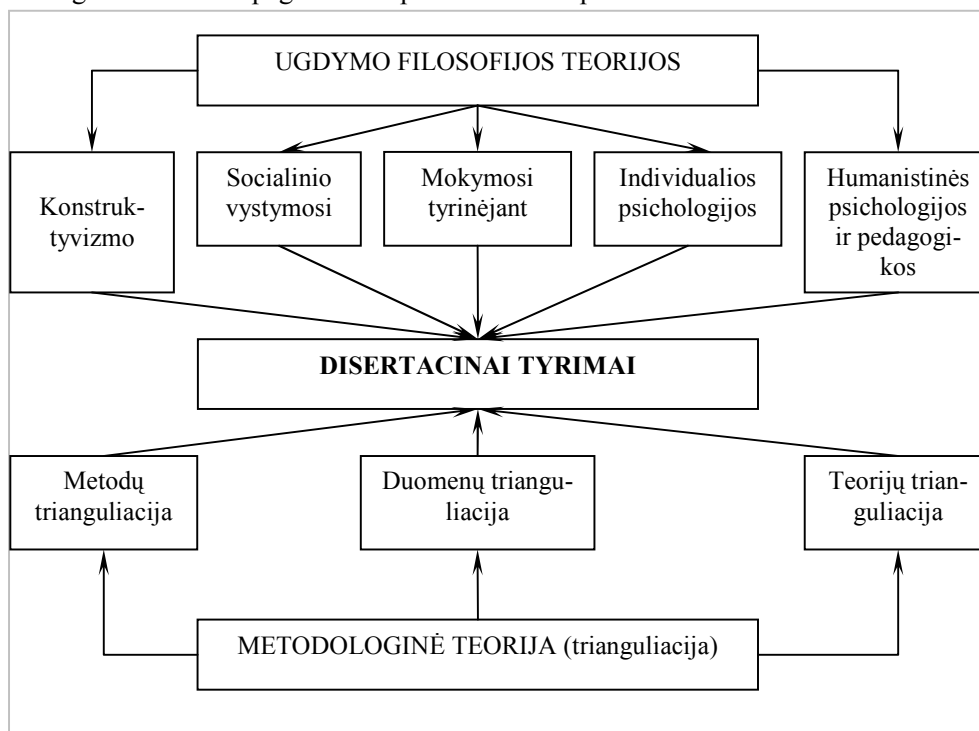 UGDYMO FILOSOFIJOS TEORIJOS
Konstruk-
tyvizmo
Socialinio
vystymosi
Mokymosi
tyrinėjant
Individualios
psichologijos
Humanistinės
psichologijos
ir pedagogi-
kos
DISERTACINAI TYRIMAI
Metodų
trianguliacija
Duomenų triangu-
liacija
Teorijų trian-
guliacija
METODOLOGINĖ TEORIJA (trianguliacija)